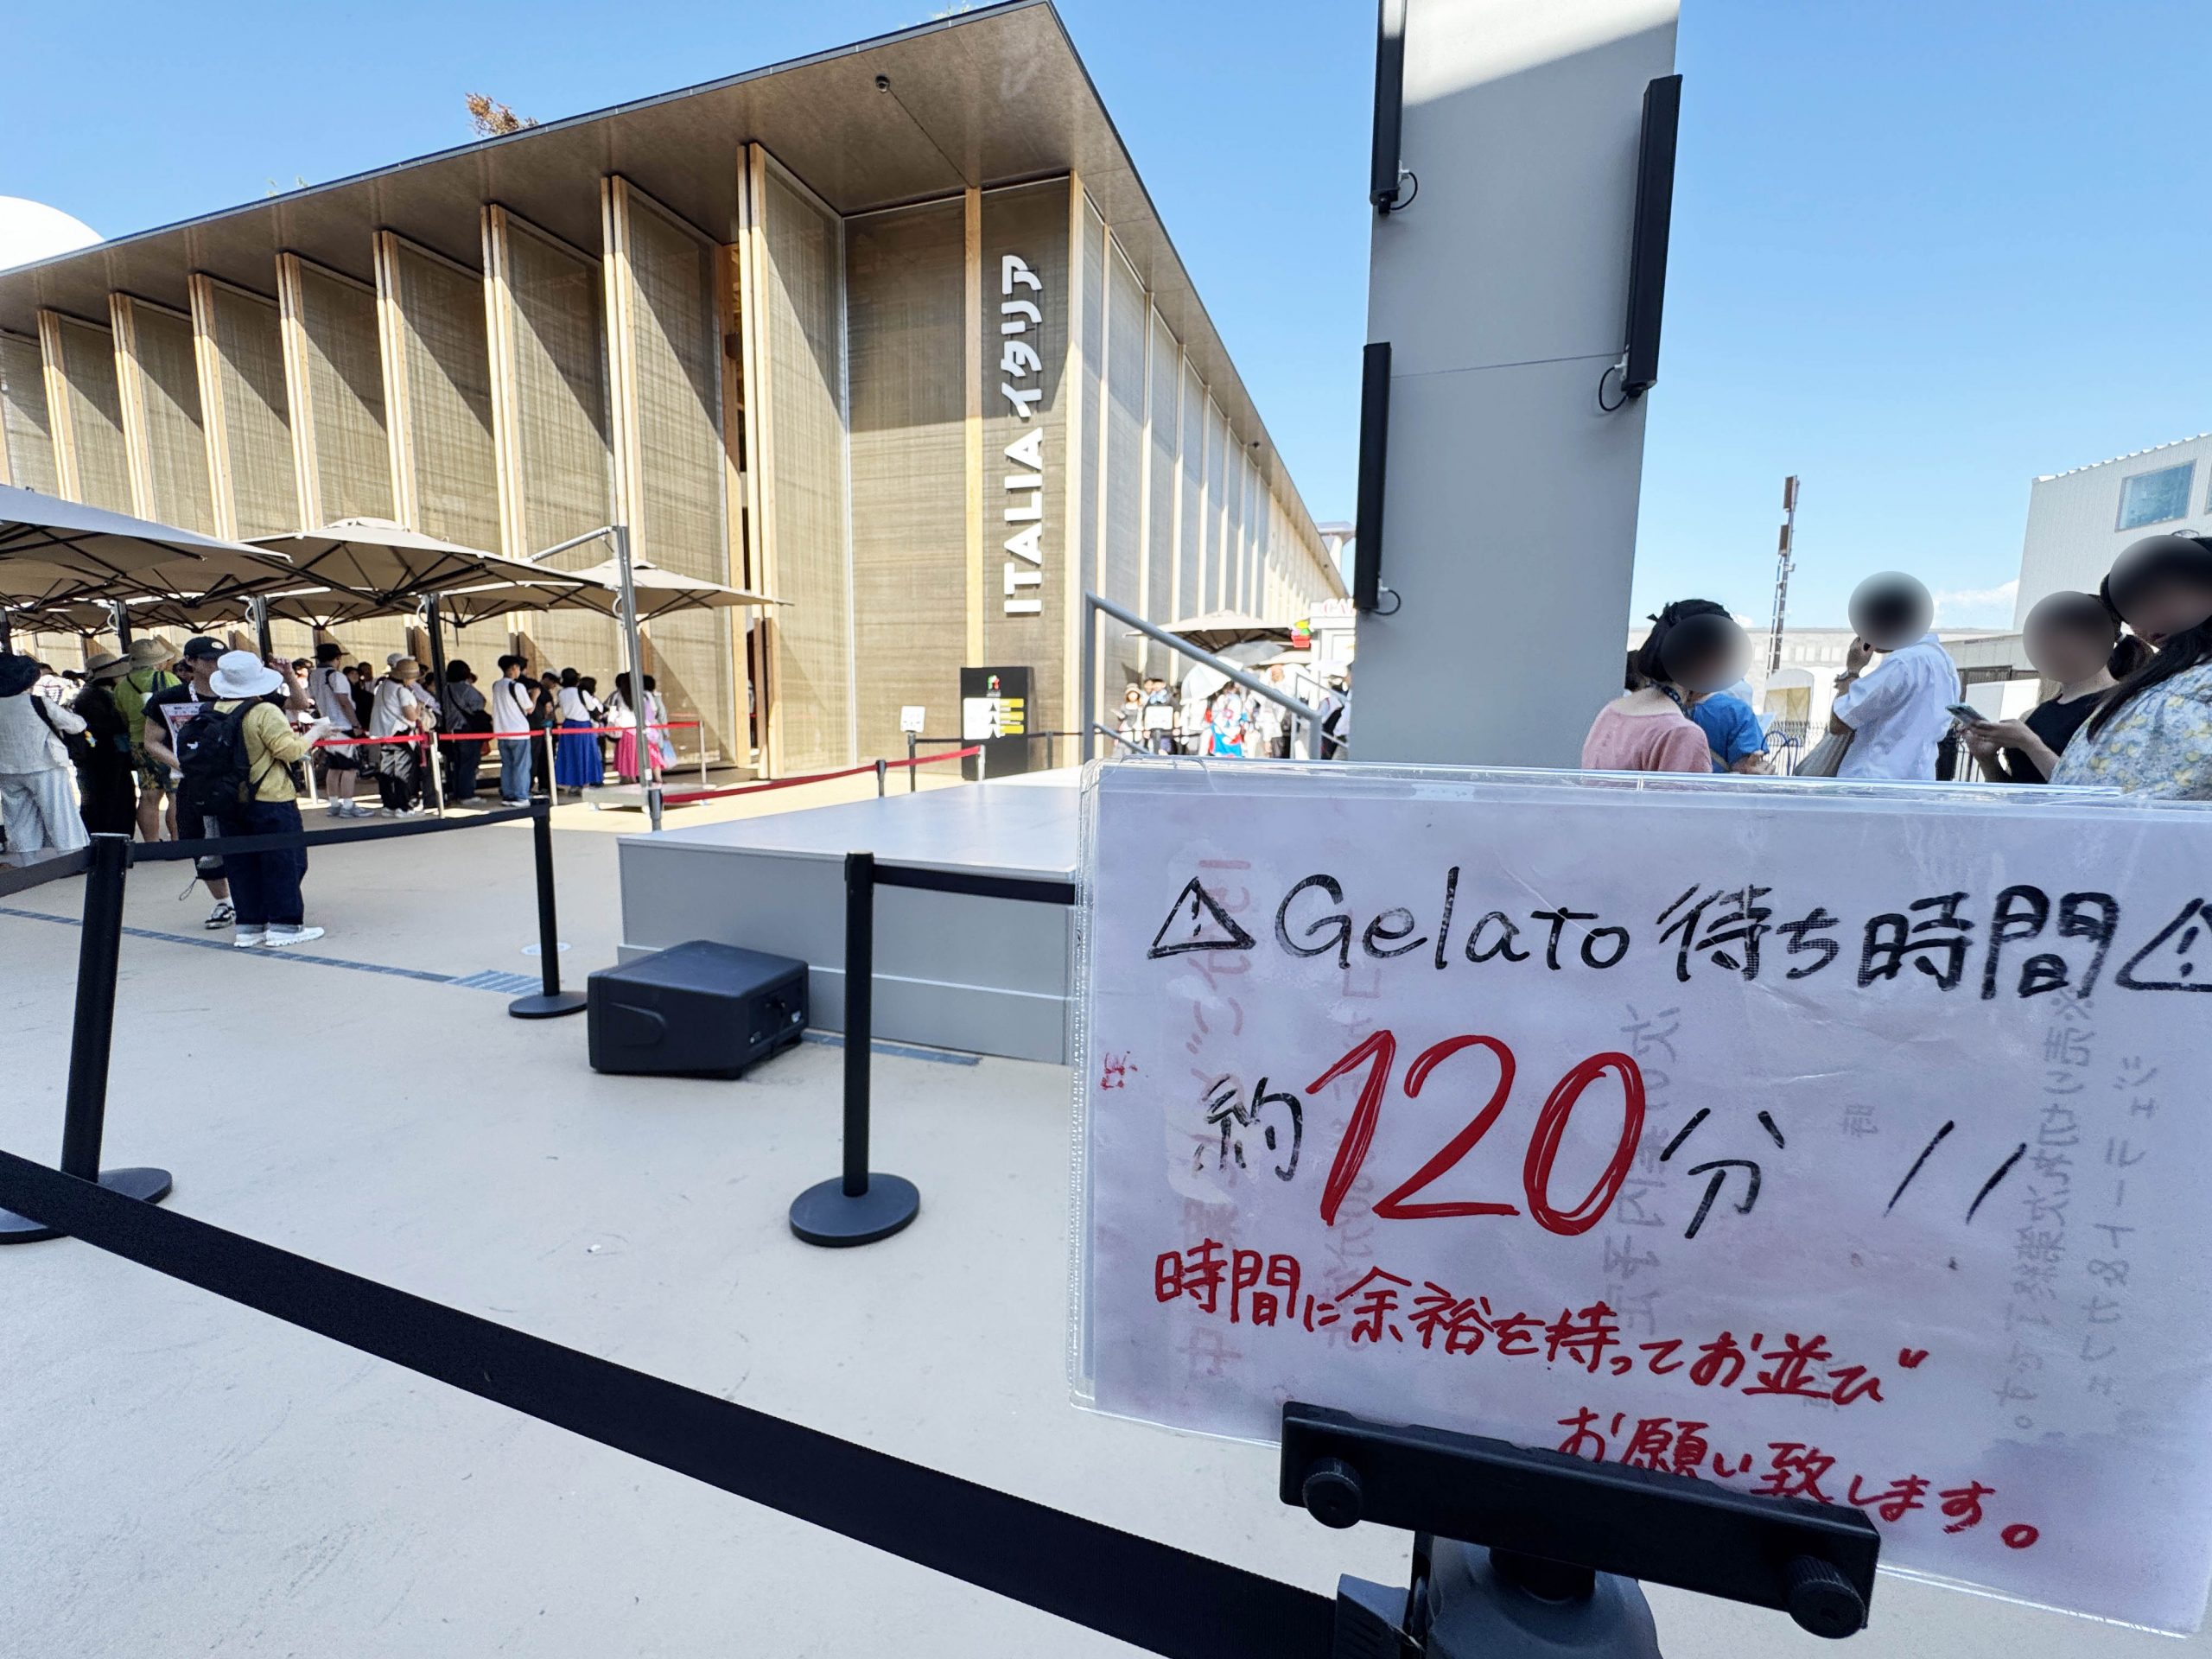 ITALIA イタリア
⚠Gelato 待ち時間⚠
約120分 !!
時間に余裕を持ってお並び
お願い致します。